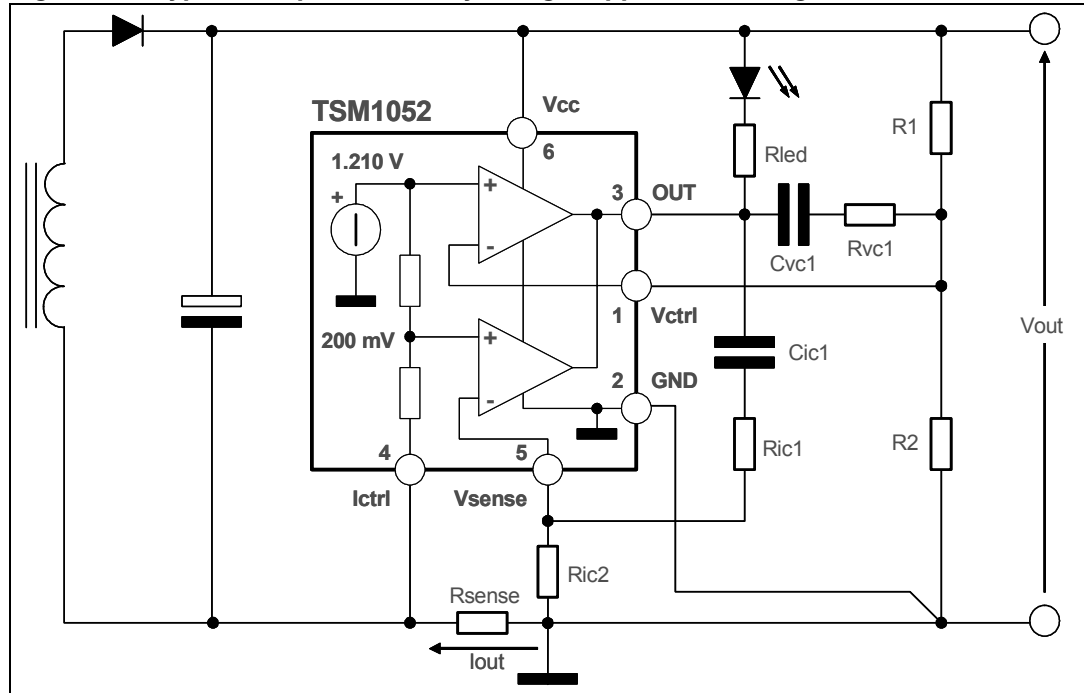 TSM1052
Vcc
6
1.210 V
+
+
-
3
OUT
Rled
R1
Cvc1
Rvc1
1
Vctrl
200 mV
+
-
2
GND
Cic1
Vout
Ric1
R2
4
5
Ictrl
Vsense
Ric2
Rsense
Iout